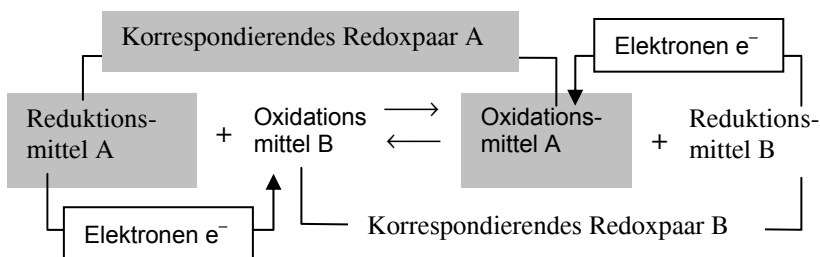 Korrespondierendes Redoxpaar A
Elektronen e⁻
Reduktions-
mittel A
+
Oxidations
mittel B
Oxidations-
mittel A
+
Reduktions-
mittel B
Elektronen e⁻
Korrespondierendes Redoxpaar B